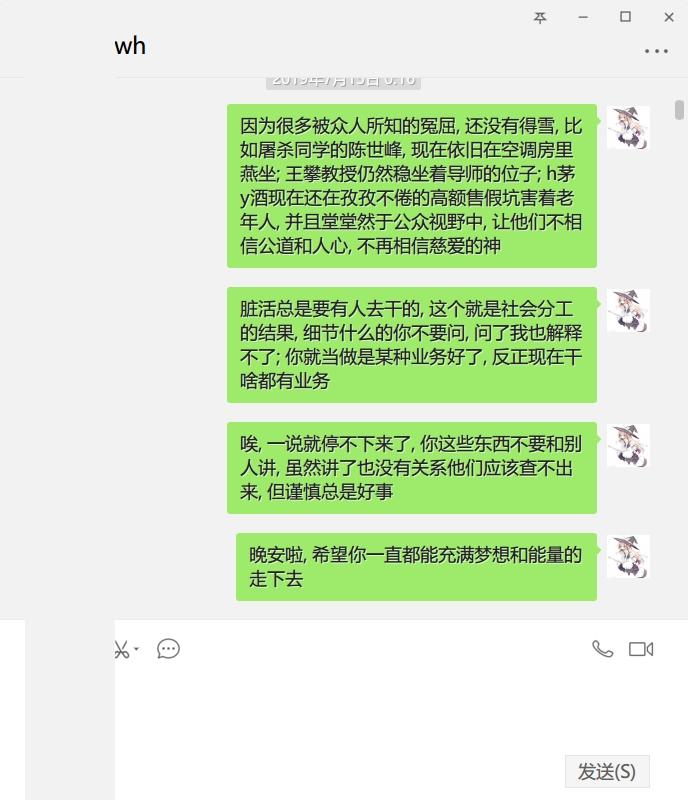 wh
2019年7月15日 0:16
因为很多被众人所知的冤屈, 还没有得雪, 比
如屠杀同学的陈世峰, 现在依旧在空调房里
燕坐; 王攀教授仍然稳坐着导师的位子; h茅
y酒现在还在孜孜不倦的高额售假坑害着老
年人, 并且堂堂然于公众视野中, 让他们不相
信公道和人心, 不再相信慈爱的神
脏活总是要有人去干的, 这个就是社会分工
的结果, 细节什么的你不要问, 问了我也解释
不了; 你就当做是某种业务好了, 反正现在干
啥都有业务
唉, 一说就停不下来了, 你这些东西不要和别
人讲, 虽然讲了也没有关系他们应该查不出
来, 但谨慎总是好事
晚安啦, 希望你一直都能充满梦想和能量的
走下去
发送(S)